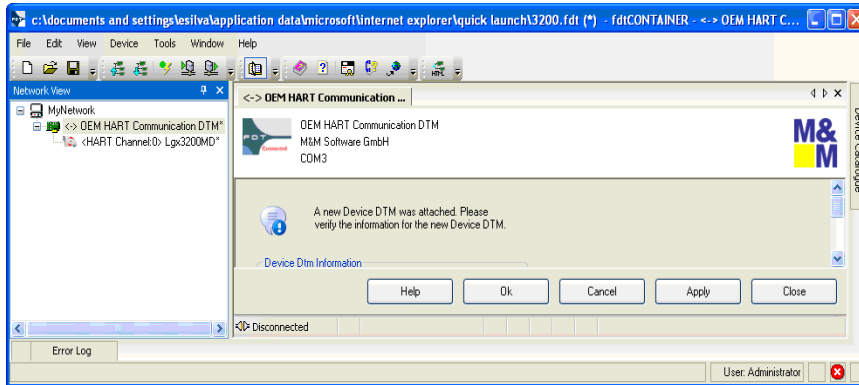 c:\documents and settings\esilva\application data\microsoft\internet explorer\quick launch\3200.fdt (*) - fdtCONTAINER - <-> OEM HART C...
File Edit View Device Tools Window Help
Network View
<-> OEM HART Communication ...
MyNetwork
<-> OEM HART Communication DTM*
<HART Channel:0> Lgx3200MD*
FDT
Connected
OEM HART Communication DTM
M&M Software GmbH
COM3
M&
M
Device Catalogue
A new Device DTM was attached. Please
verify the information for the new Device DTM.
Device Dtm Information
Help Ok Cancel Apply Close
Disconnected
Error Log
User: Administrator